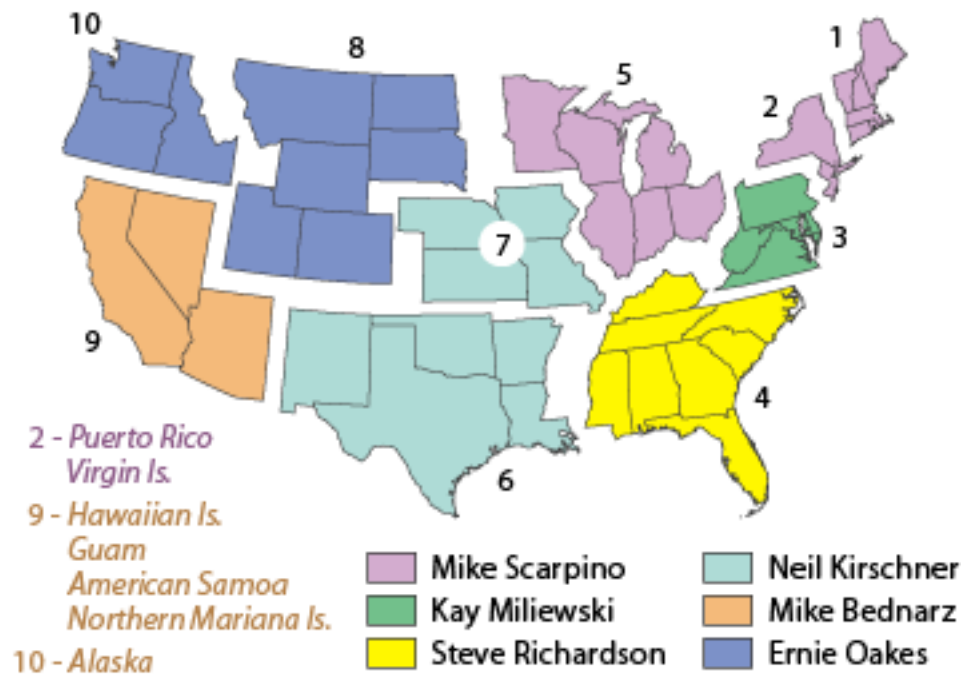 10
8
1
5
2
7
3
9
4
6
2 - Puerto Rico
Virgin Is.
9 - Hawaiian Is.
Guam
American Samoa
Northern Mariana Is.
10 - Alaska
Mike Scarpino
Kay Miliewski
Steve Richardson
Neil Kirschner
Mike Bednarz
Ernie Oakes